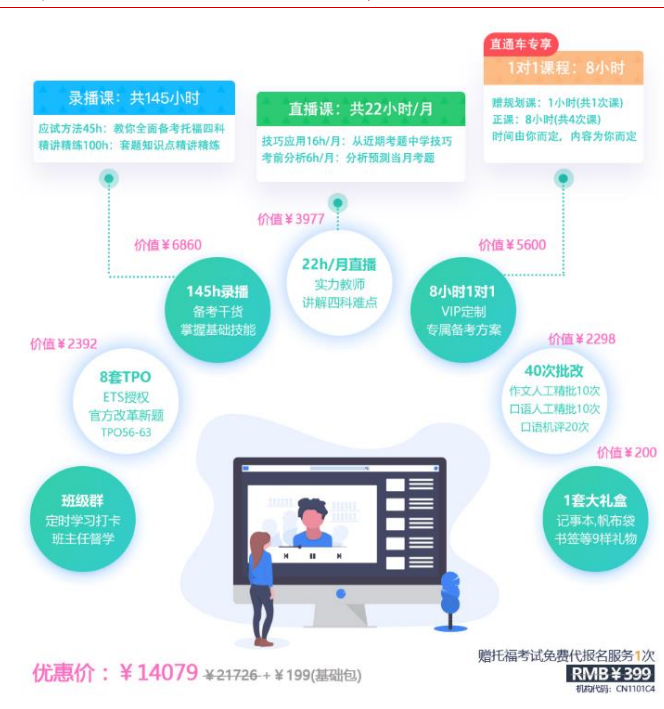 直通车专享
1对1课程：8小时
赠规划课：1小时(共1次课)
正课：8小时(共4次课)
时间由你而定，内容为你而定
录播课：共145小时
应试方法45h：教你全面备考托福四科
精讲精练100h：套题知识点精讲精练
直播课：共22小时/月
技巧应用16h/月：从近期考题中学技巧
考前分析6h/月：分析预测当月考题
价值￥3977
价值￥6860
价值￥5600
22h/月直播
实力教师
讲解四科难点
145h录播
备考干货
掌握基础技能
8小时1对1
VIP定制
专属备考方案
价值￥2392
价值￥2298
8套TPO
ETS授权
官方改革新题
TPO56-63
40次批改
作文人工精批10次
口语人工精批10次
口语机评20次
价值￥200
班级群
定时学习打卡
班主任督学
1套大礼盒
记事本,帆布袋
书签等9样礼物
赠托福考试免费代报名服务1次
优惠价：￥14079 ￥21726 + ￥199(基础包)
RMB￥399
机构代码：CN1101C4